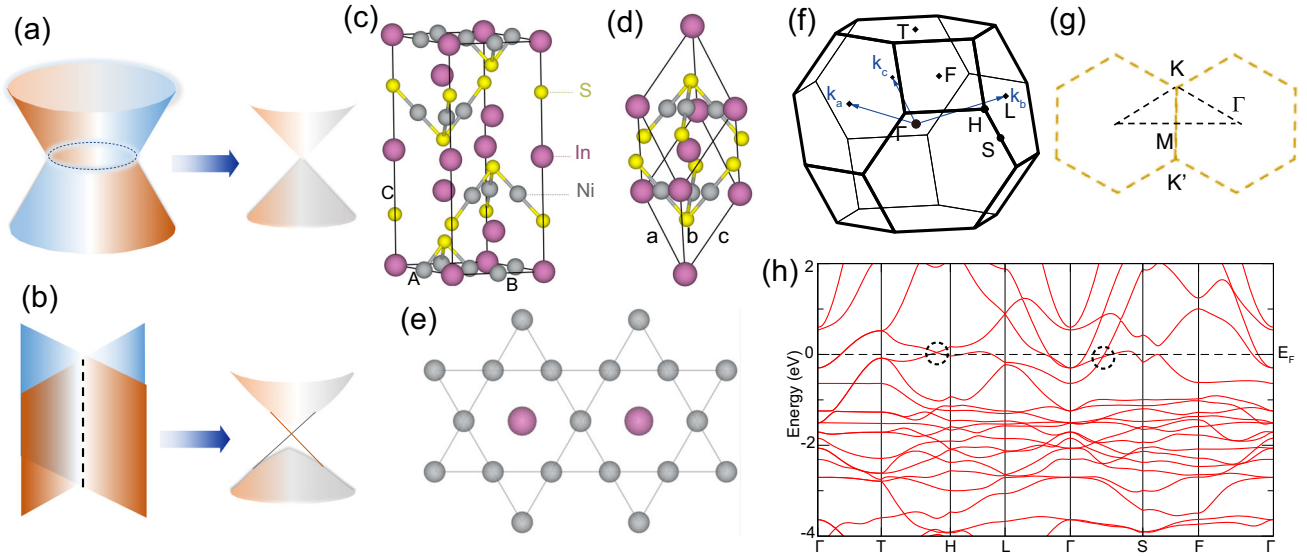 (a)
(b)
(c)
S
In
Ni
C
A
B
(d)
a
b
c
(e)
(f)
T
F
k_c
k_a
k_b
Γ
H
L
S
(g)
K
Γ
M
K'
(h)
Energy (eV)
2
0
-2
-4
E_F
Γ T H L Γ S F Γ